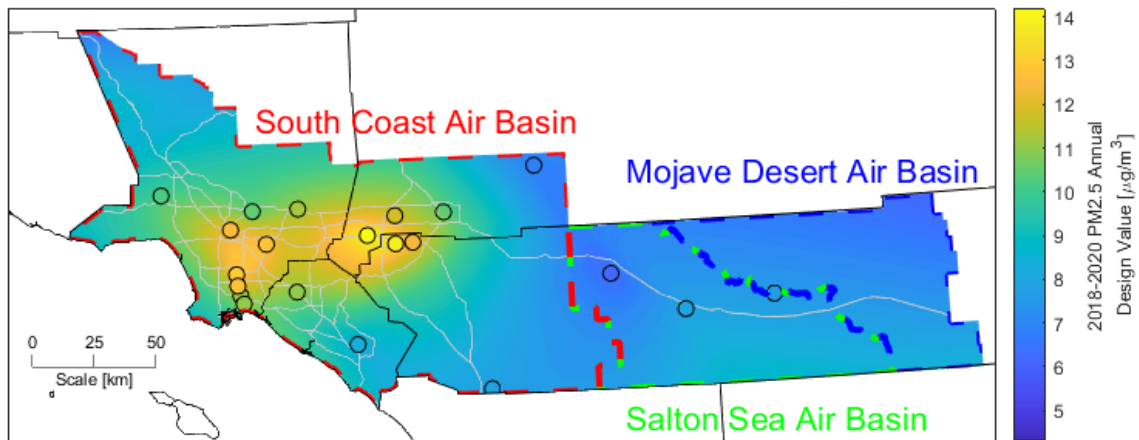 South Coast Air Basin
Mojave Desert Air Basin
Salton Sea Air Basin
0 25 50
Scale [km]
14
13
12
11
10
9
8
7
6
5
2018-2020 PM2.5 Annual
Design Value [μg/m³]